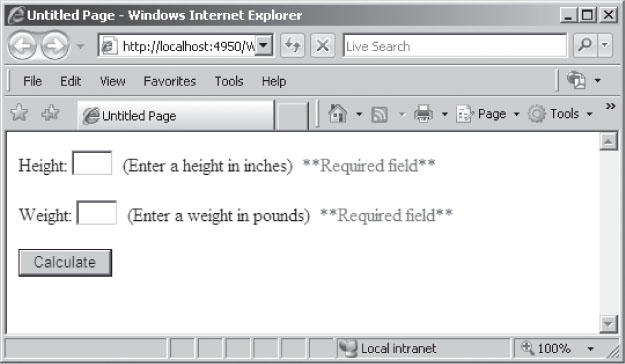 Untitled Page - Windows Internet Explorer
http://localhost:4950/W
Live Search
File Edit View Favorites Tools Help
Untitled Page
Page Tools »
Height: (Enter a height in inches) **Required field**
Weight: (Enter a weight in pounds) **Required field**
Calculate
Local intranet 100%